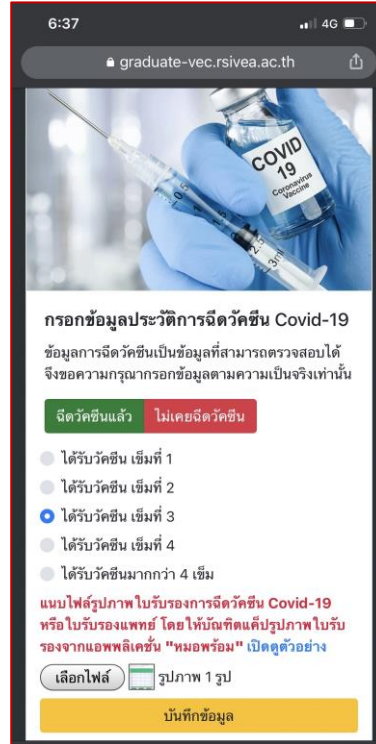 6:37
4G
graduate-vec.rsivea.ac.th
COVID
19
Coronavirus
Vaccine
0.5
1.5
2.5
3ml
กรอกข้อมูลประวัติการฉีดวัคซีน Covid-19
ข้อมูลการฉีดวัคซีนเป็นข้อมูลที่สามารถตรวจสอบได้
จึงขอความกรุณากรอกข้อมูลตามความเป็นจริงเท่านั้น
ฉีดวัคซีนแล้ว ไม่เคยฉีดวัคซีน
ได้รับวัคซีน เข็มที่ 1
ได้รับวัคซีน เข็มที่ 2
ได้รับวัคซีน เข็มที่ 3
ได้รับวัคซีน เข็มที่ 4
ได้รับวัคซีนมากกว่า 4 เข็ม
แนบไฟล์รูปภาพใบรับรองการฉีดวัคซีน Covid-19
หรือใบรับรองแพทย์ โดยให้บัณฑิตแค็ปรูปภาพใบรับ
รองจากแอพพลิเคชั่น "หมอพร้อม" เปิดดูตัวอย่าง
เลือกไฟล์ รูปภาพ 1 รูป
บันทึกข้อมูล